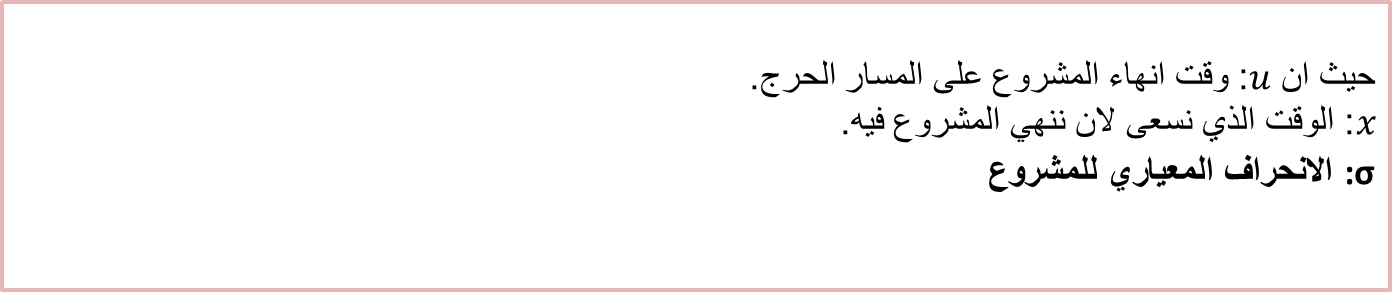 حيث ان u: وقت انهاء المشروع على المسار الحرج.
x: الوقت الذي نسعى لان ننهي المشروع فيه.
σ: الانحراف المعياري للمشروع